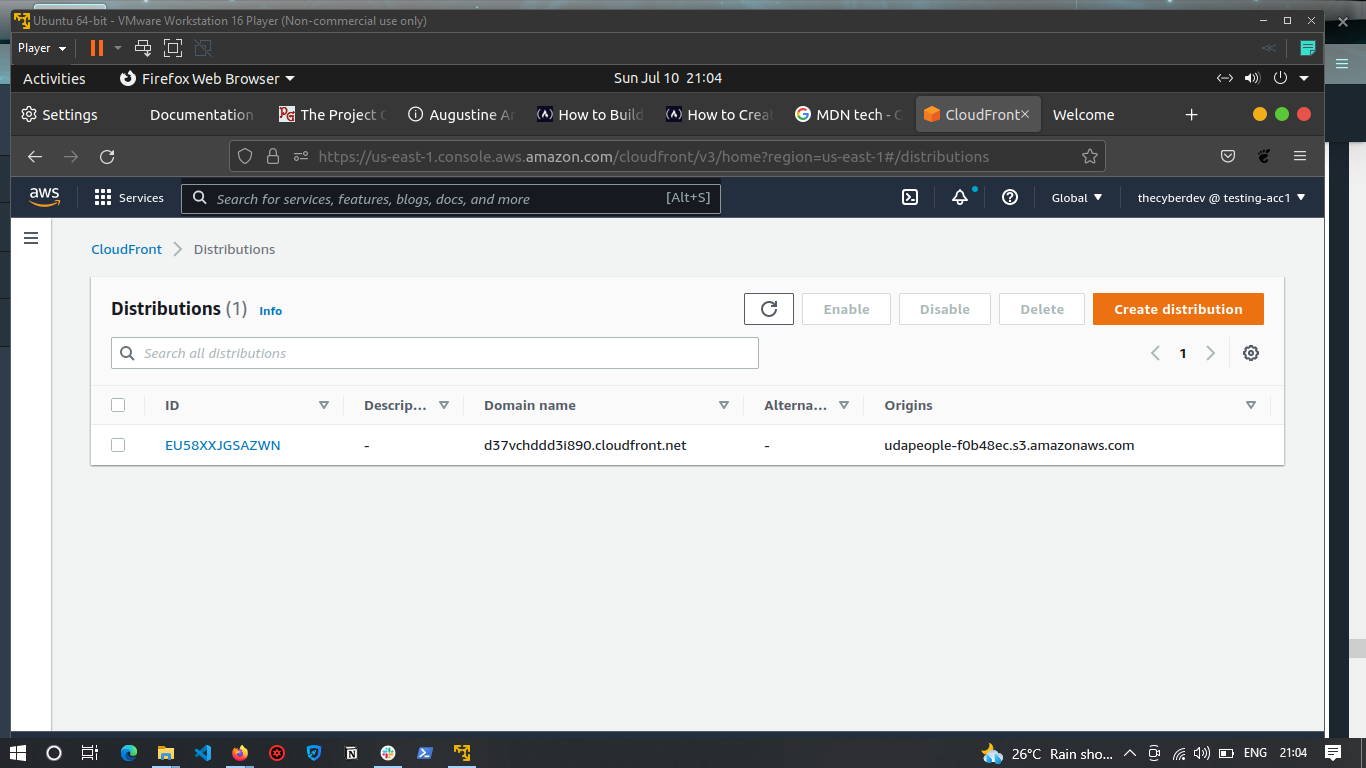 Ubuntu 64-bit - VMware Workstation 16 Player (Non-commercial use only)
Player
Activities
Firefox Web Browser
Sun Jul 10 21:04
Settings
Documentation
The Project
Augustine
How to Build
How to Crea
MDN tech -
CloudFront
Welcome
https://us-east-1.console.aws.amazon.com/cloudfront/v3/home?region=us-east-1#/distributions
aws
Services
Search for services, features, blogs, docs, and more
[Alt+S]
Global
thecyberdev @ testing-acc1
CloudFront
Distributions
Distributions (1) Info
Enable
Disable
Delete
Create distribution
Search all distributions
1
ID
Descrip...
Domain name
Alterna...
Origins
EU58XXJGSAZWN
-
d37vchddd3i890.cloudfront.net
-
udapeople-f0b48ec.s3.amazonaws.com
26°C Rain sho...
ENG
21:04